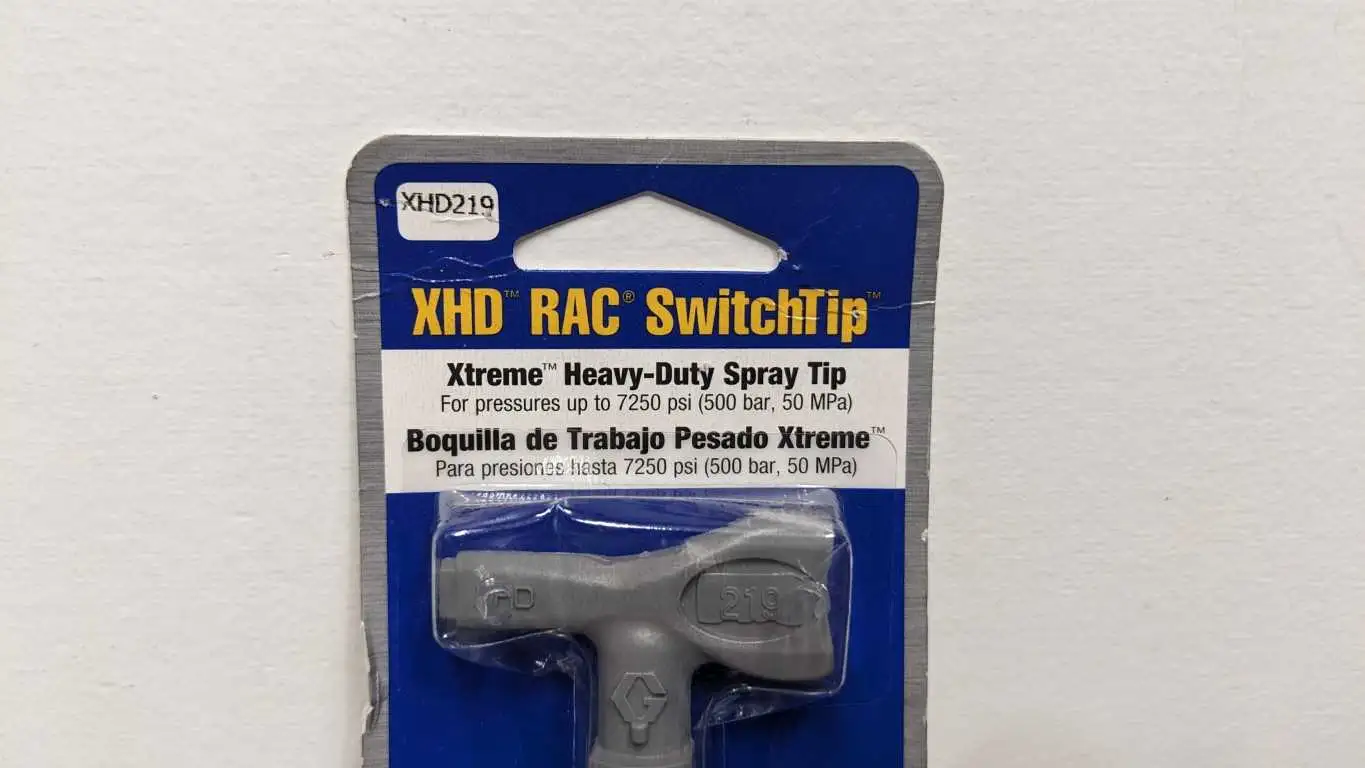 XHD219
XHD™ RAC® SwitchTip™
Xtreme™ Heavy-Duty Spray Tip
For pressures up to 7250 psi (500 bar, 50 MPa)
Boquilla de Trabajo Pesado Xtreme™
Para presiones hasta 7250 psi (500 bar, 50 MPa)
219
G